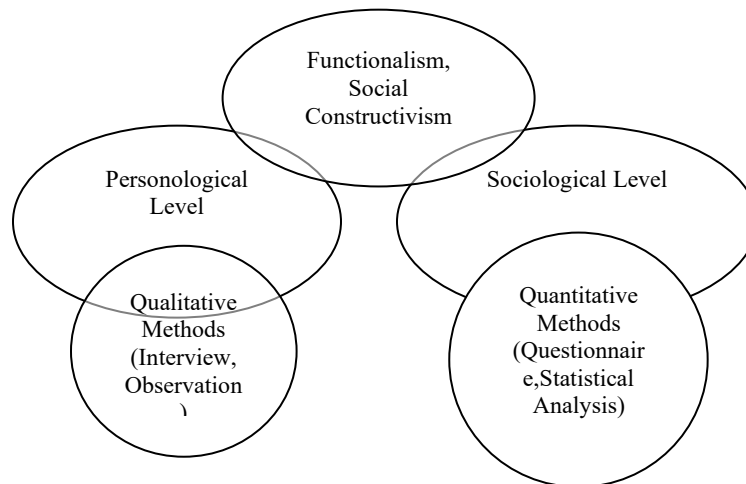 Functionalism,
Social
Constructivism
Personological
Level
Sociological Level
Qualitative
Methods
(Interview,
Observation
)
Quantitative
Methods
(Questionnair
e,Statistical
Analysis)